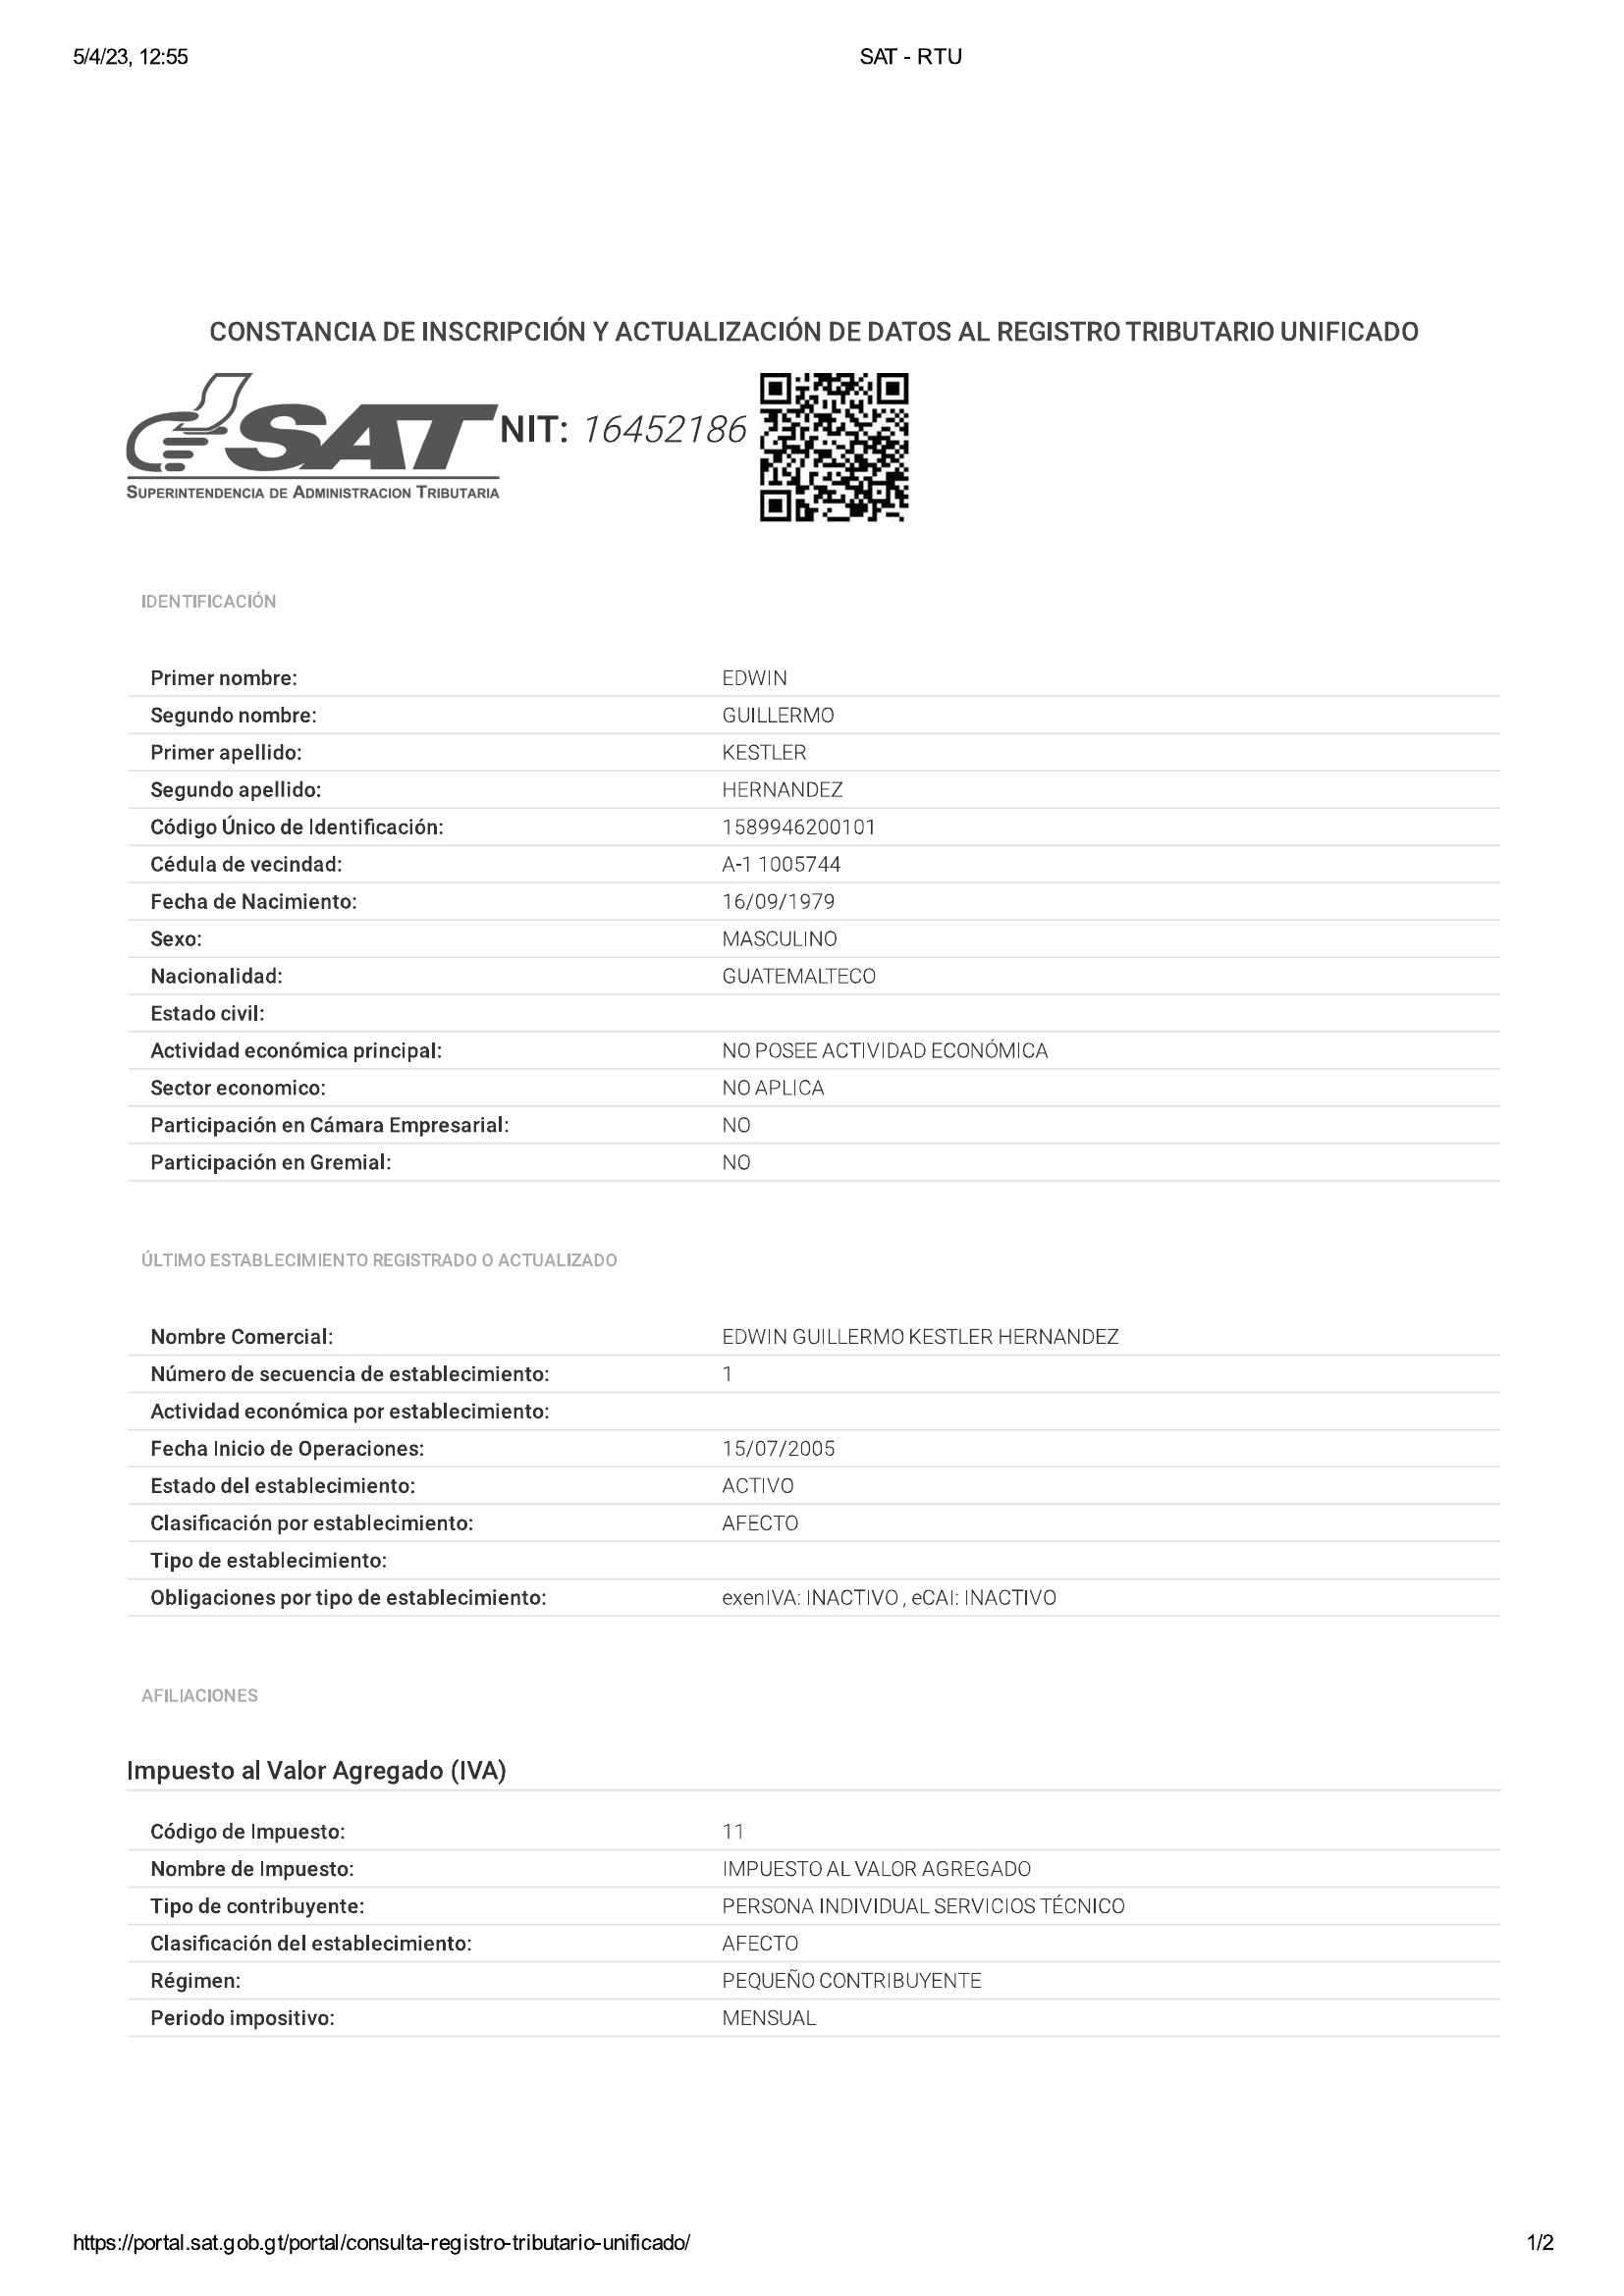 5/4/23, 12:55 SAT - RTU
CONSTANCIA DE INSCRIPCIÓN Y ACTUALIZACIÓN DE DATOS AL REGISTRO TRIBUTARIO UNIFICADO
SAT NIT: 16452186
SUPERINTENDENCIA DE ADMINISTRACION TRIBUTARIA
IDENTIFICACIÓN
Primer nombre: EDWIN
Segundo nombre: GUILLERMO
Primer apellido: KESTLER
Segundo apellido: HERNANDEZ
Código Único de Identificación: 1589946200101
Cédula de vecindad: A-1 1005744
Fecha de Nacimiento: 16/09/1979
Sexo: MASCULINO
Nacionalidad: GUATEMALTECO
Estado civil:
Actividad económica principal: NO POSEE ACTIVIDAD ECONÓMICA
Sector economico: NO APLICA
Participación en Cámara Empresarial: NO
Participación en Gremial: NO
ÚLTIMO ESTABLECIMIENTO REGISTRADO O ACTUALIZADO
Nombre Comercial: EDWIN GUILLERMO KESTLER HERNANDEZ
Número de secuencia de establecimiento: 1
Actividad económica por establecimiento:
Fecha Inicio de Operaciones: 15/07/2005
Estado del establecimiento: ACTIVO
Clasificación por establecimiento: AFECTO
Tipo de establecimiento:
Obligaciones por tipo de establecimiento: exenIVA: INACTIVO , eCAI: INACTIVO
AFILIACIONES
Impuesto al Valor Agregado (IVA)
Código de Impuesto: 11
Nombre de Impuesto: IMPUESTO AL VALOR AGREGADO
Tipo de contribuyente: PERSONA INDIVIDUAL SERVICIOS TÉCNICO
Clasificación del establecimiento: AFECTO
Régimen: PEQUEÑO CONTRIBUYENTE
Periodo impositivo: MENSUAL
https://portal.sat.gob.gt/portal/consulta-registro-tributario-unificado/ 1/2